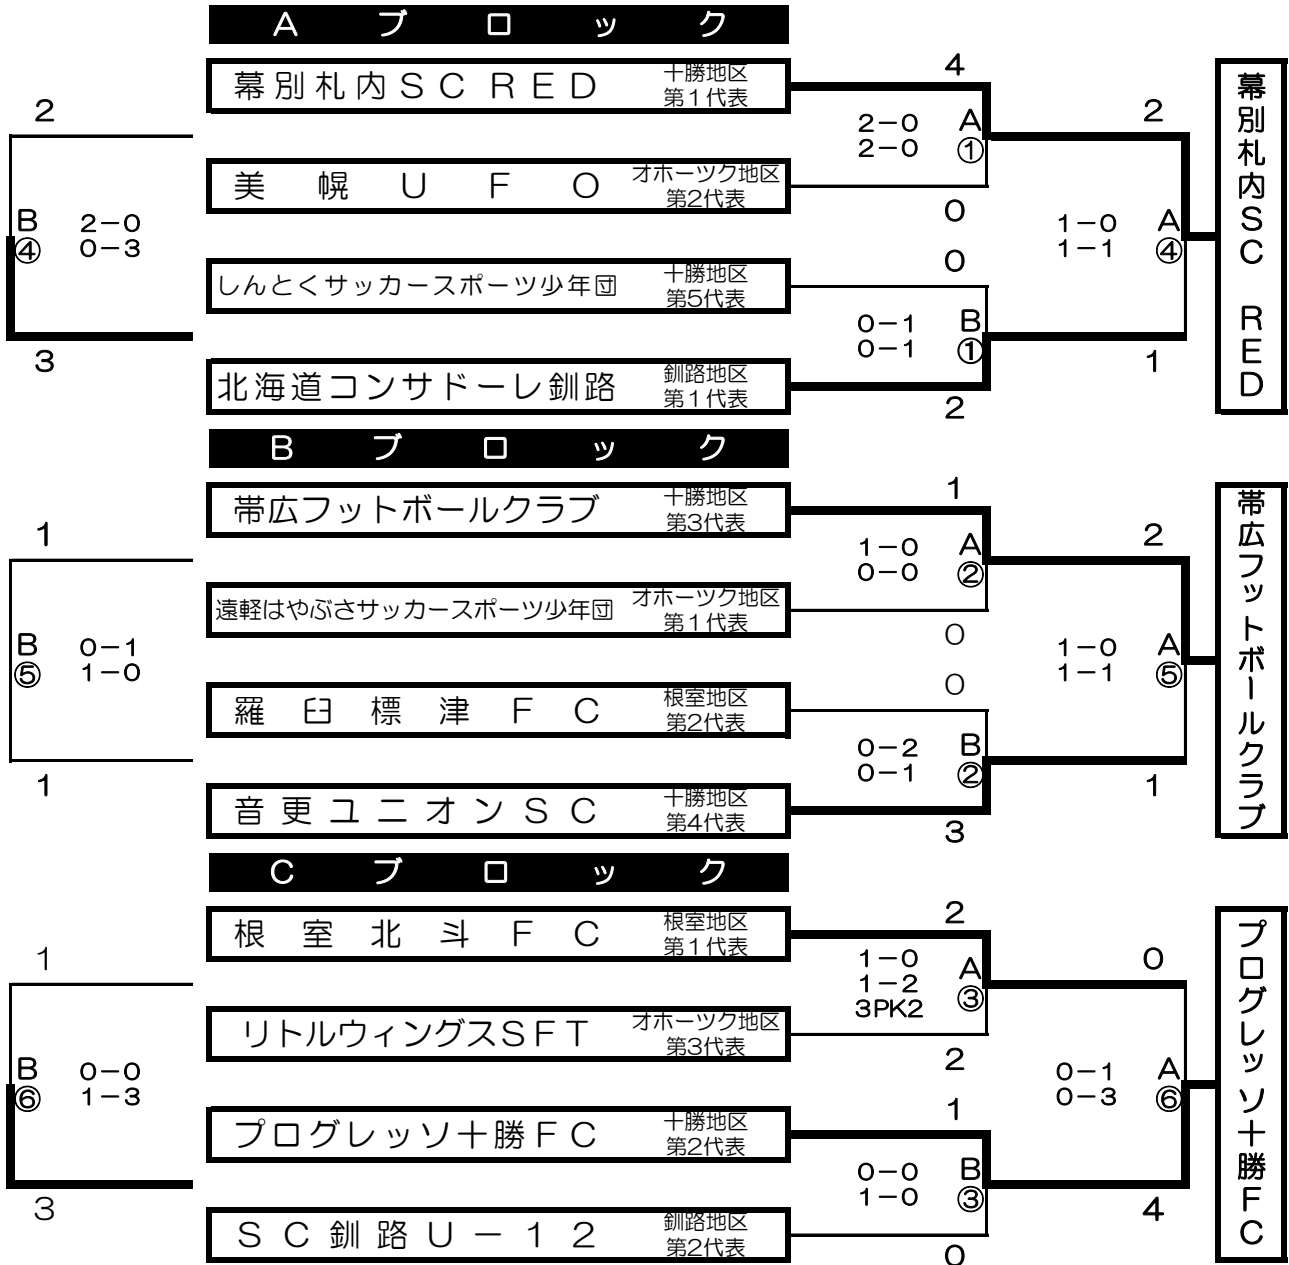 Aブロック
幕別札内SC RED
十勝地区
第1代表
美幌UFO
オホーツク地区
第2代表
しんとくサッカースポーツ少年団
十勝地区
第5代表
北海道コンサドーレ釧路
釧路地区
第1代表
2
B
④
2-0
0-3
3
4
2-0
2-0
A
①
0
0
0-1
0-1
B
①
2
2
1-0
1-1
A
④
1
幕別札内SC RED
Bブロック
帯広フットボールクラブ
十勝地区
第3代表
遠軽はやぶさサッカースポーツ少年団
オホーツク地区
第1代表
羅臼標津FC
根室地区
第2代表
音更ユニオンSC
十勝地区
第4代表
1
B
⑤
0-1
1-0
1
1
1-0
0-0
A
②
0
0
0-2
0-1
B
②
3
2
1-0
1-1
A
⑤
1
帯広フットボールクラブ
Cブロック
根室北斗FC
根室地区
第1代表
リトルウィングスSFT
オホーツク地区
第3代表
プログレッソ十勝FC
十勝地区
第2代表
SC釧路U-12
釧路地区
第2代表
1
B
⑥
0-0
1-3
3
2
1-0
1-2
3PK2
A
③
2
1
0-0
1-0
B
③
0
0
0-1
0-3
A
⑥
4
プログレッソ十勝FC